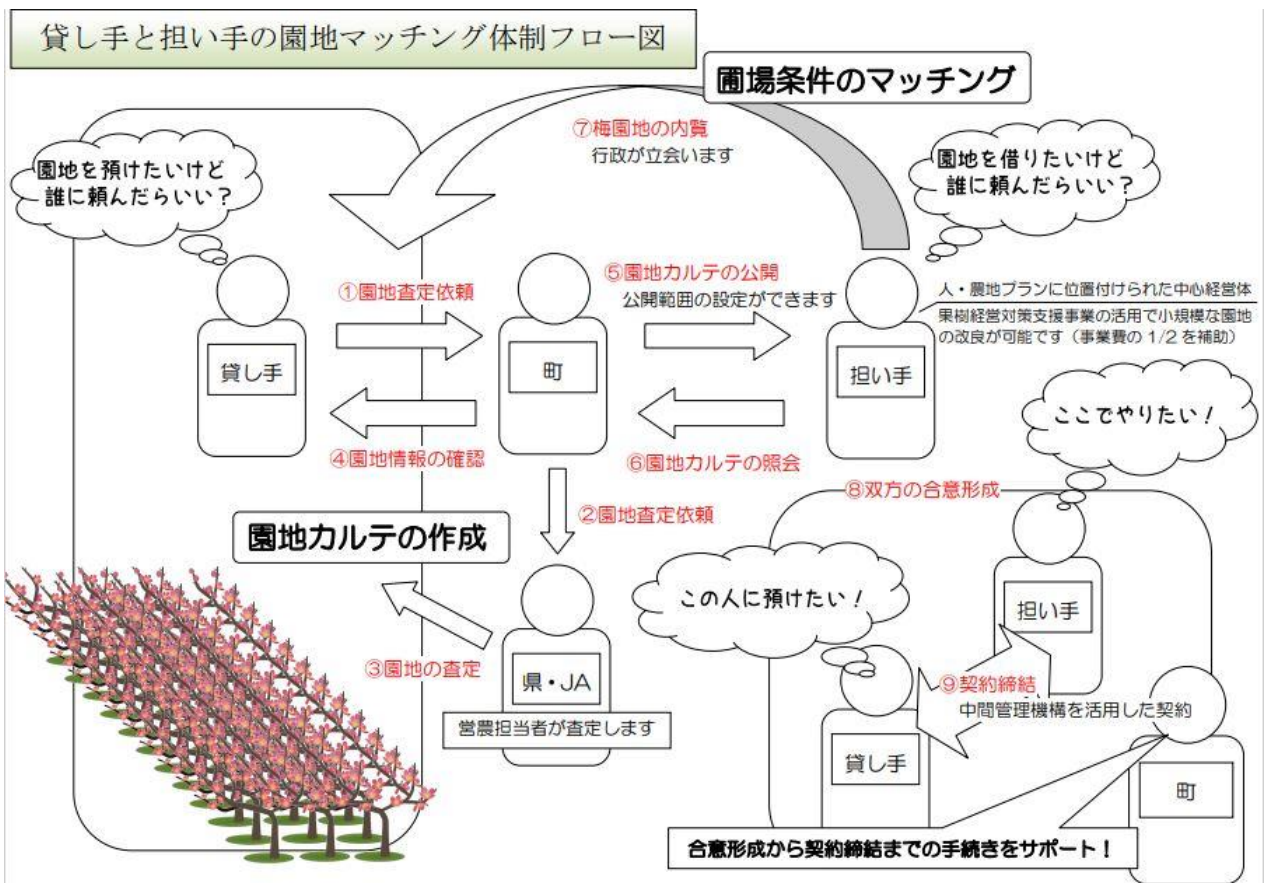 貸し手と担い手の園地マッチング体制フロー図
圃場条件のマッチング
⑦梅園地の内覧
行政が立会います
園地を預けたいけど
誰に頼んだらいい？
園地を借りたいけど
誰に頼んだらいい？
①園地査定依頼
⑤園地カルテの公開
公開範囲の設定ができます
人・農地プランに位置付けられた中心経営体
果樹経営対策支援事業の活用で小規模な園地
の改良が可能です（事業費の 1/2 を補助）
貸し手
町
担い手
④園地情報の確認
⑥園地カルテの照会
ここでやりたい！
②園地査定依頼
⑧双方の合意形成
園地カルテの作成
この人に預けたい！
担い手
③園地の査定
県・JA
営農担当者が査定します
⑨契約締結
中間管理機構を活用した契約
貸し手
町
合意形成から契約締結までの手続きをサポート！